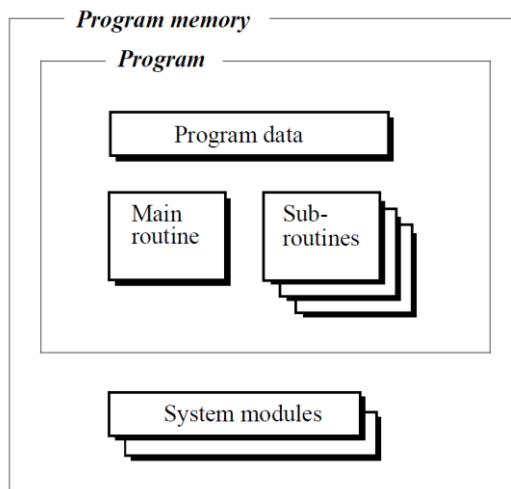 Program memory
Program
Program data
Main
routine
Sub-
routines
System modules